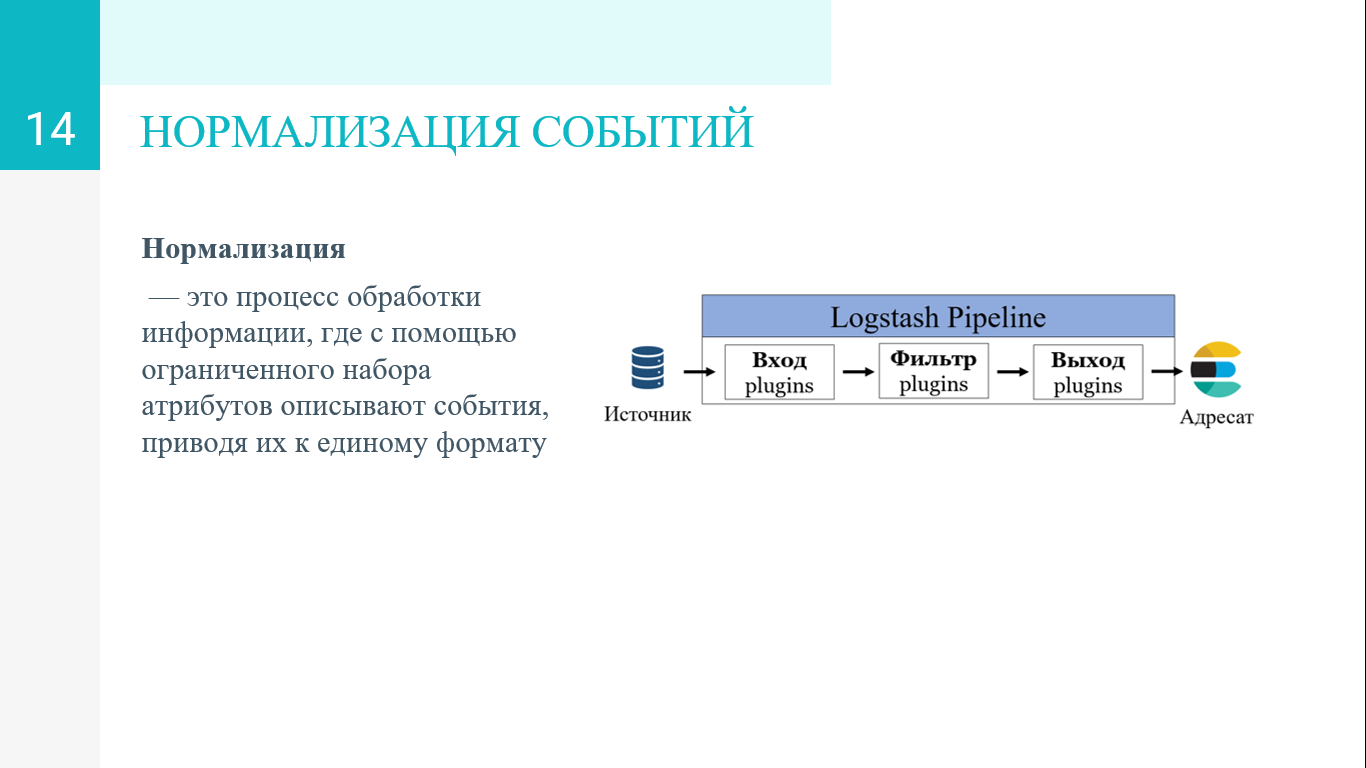 14
НОРМАЛИЗАЦИЯ СОБЫТИЙ
Нормализация
— это процесс обработки
информации, где с помощью
ограниченного набора
атрибутов описывают события,
приводя их к единому формату
Logstash Pipeline
Вход
plugins
Фильтр
plugins
Выход
plugins
Источник
Адресат